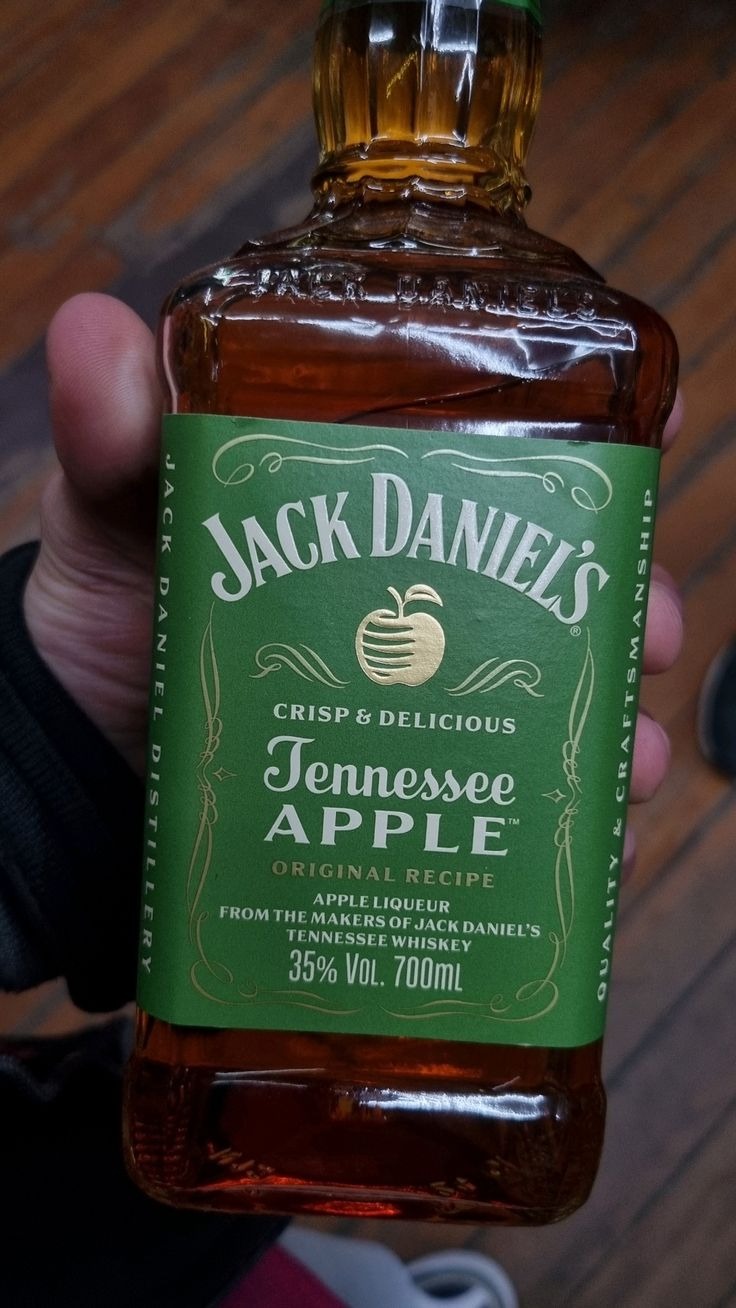 JACK DANIELS
JACK DANIEL'S®
CRISP & DELICIOUS
Tennessee
APPLE™
ORIGINAL RECIPE
APPLE LIQUEUR
FROM THE MAKERS OF JACK DANIEL'S
TENNESSEE WHISKEY
35% VOL. 700mL
JACK DANIEL DISTILLERY
QUALITY & CRAFTSMANSHIP